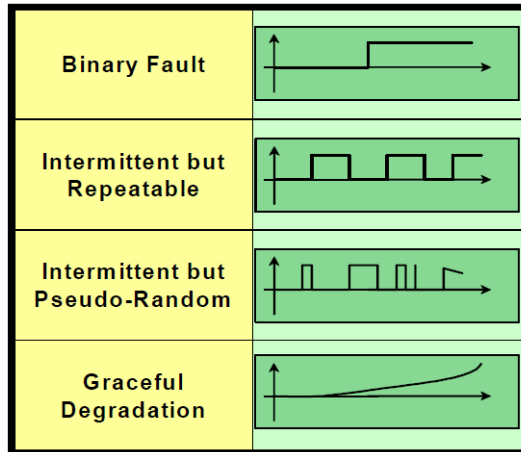 Binary Fault
Intermittent but
Repeatable
Intermittent but
Pseudo-Random
Graceful
Degradation